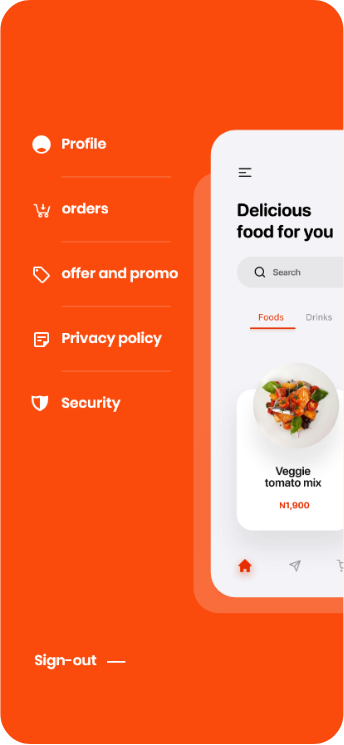 Profile
orders
offer and promo
Privacy policy
Security
Sign-out
Delicious
food for you
Search
Foods Drinks
Veggie
tomato mix
N1,900